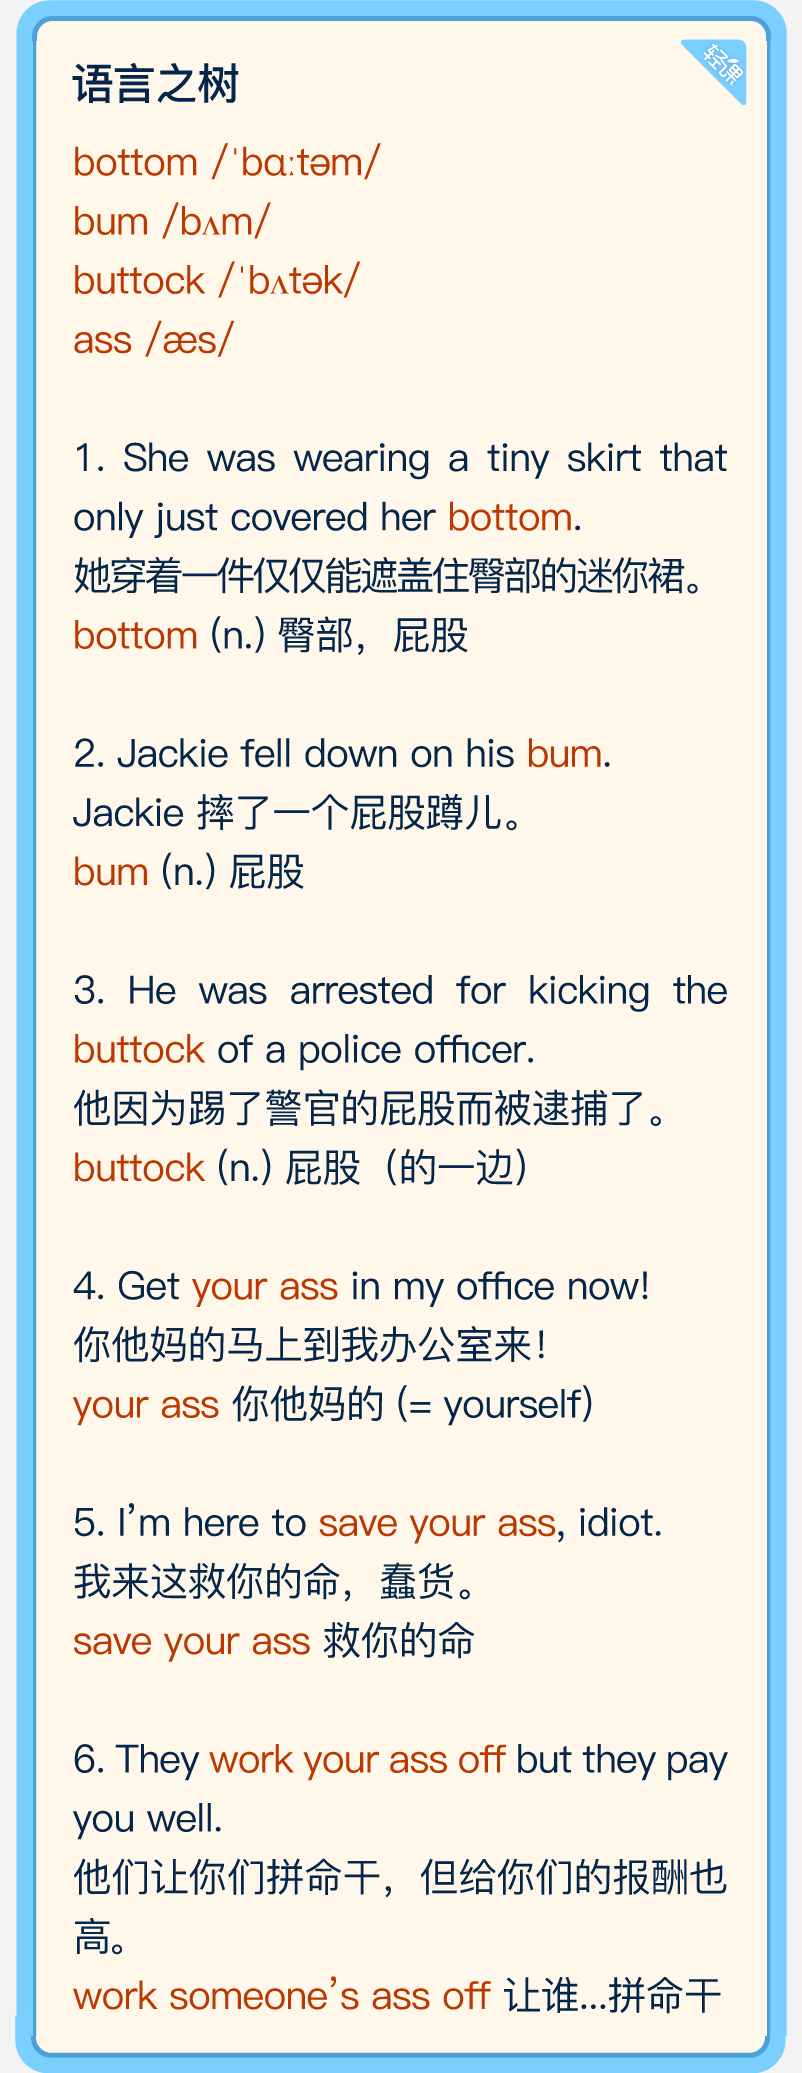 语言之树
轻课
bottom /ˈbɑːtəm/
bum /bʌm/
buttock /ˈbʌtək/
ass /æs/
1. She was wearing a tiny skirt that
only just covered her bottom.
她穿着一件仅仅能遮盖住臀部的迷你裙。
bottom (n.) 臀部，屁股
2. Jackie fell down on his bum.
Jackie 摔了一个屁股蹲儿。
bum (n.) 屁股
3. He was arrested for kicking the
buttock of a police officer.
他因为踢了警官的屁股而被逮捕了。
buttock (n.) 屁股（的一边）
4. Get your ass in my office now!
你他妈的马上到我办公室来！
your ass 你他妈的 (= yourself)
5. I’m here to save your ass, idiot.
我来这救你的命，蠢货。
save your ass 救你的命
6. They work your ass off but they pay
you well.
他们让你们拼命干，但给你们的报酬也
高。
work someone’s ass off 让谁...拼命干